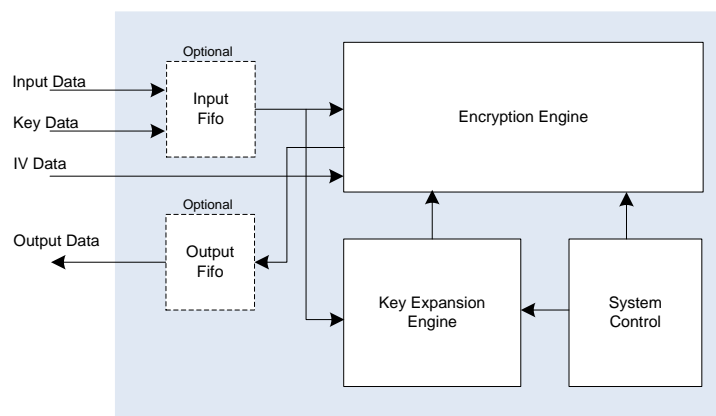 Optional
Input Data
Input
Fifo
Key Data
Encryption Engine
IV Data
Optional
Output Data
Output
Fifo
Key Expansion
Engine
System
Control